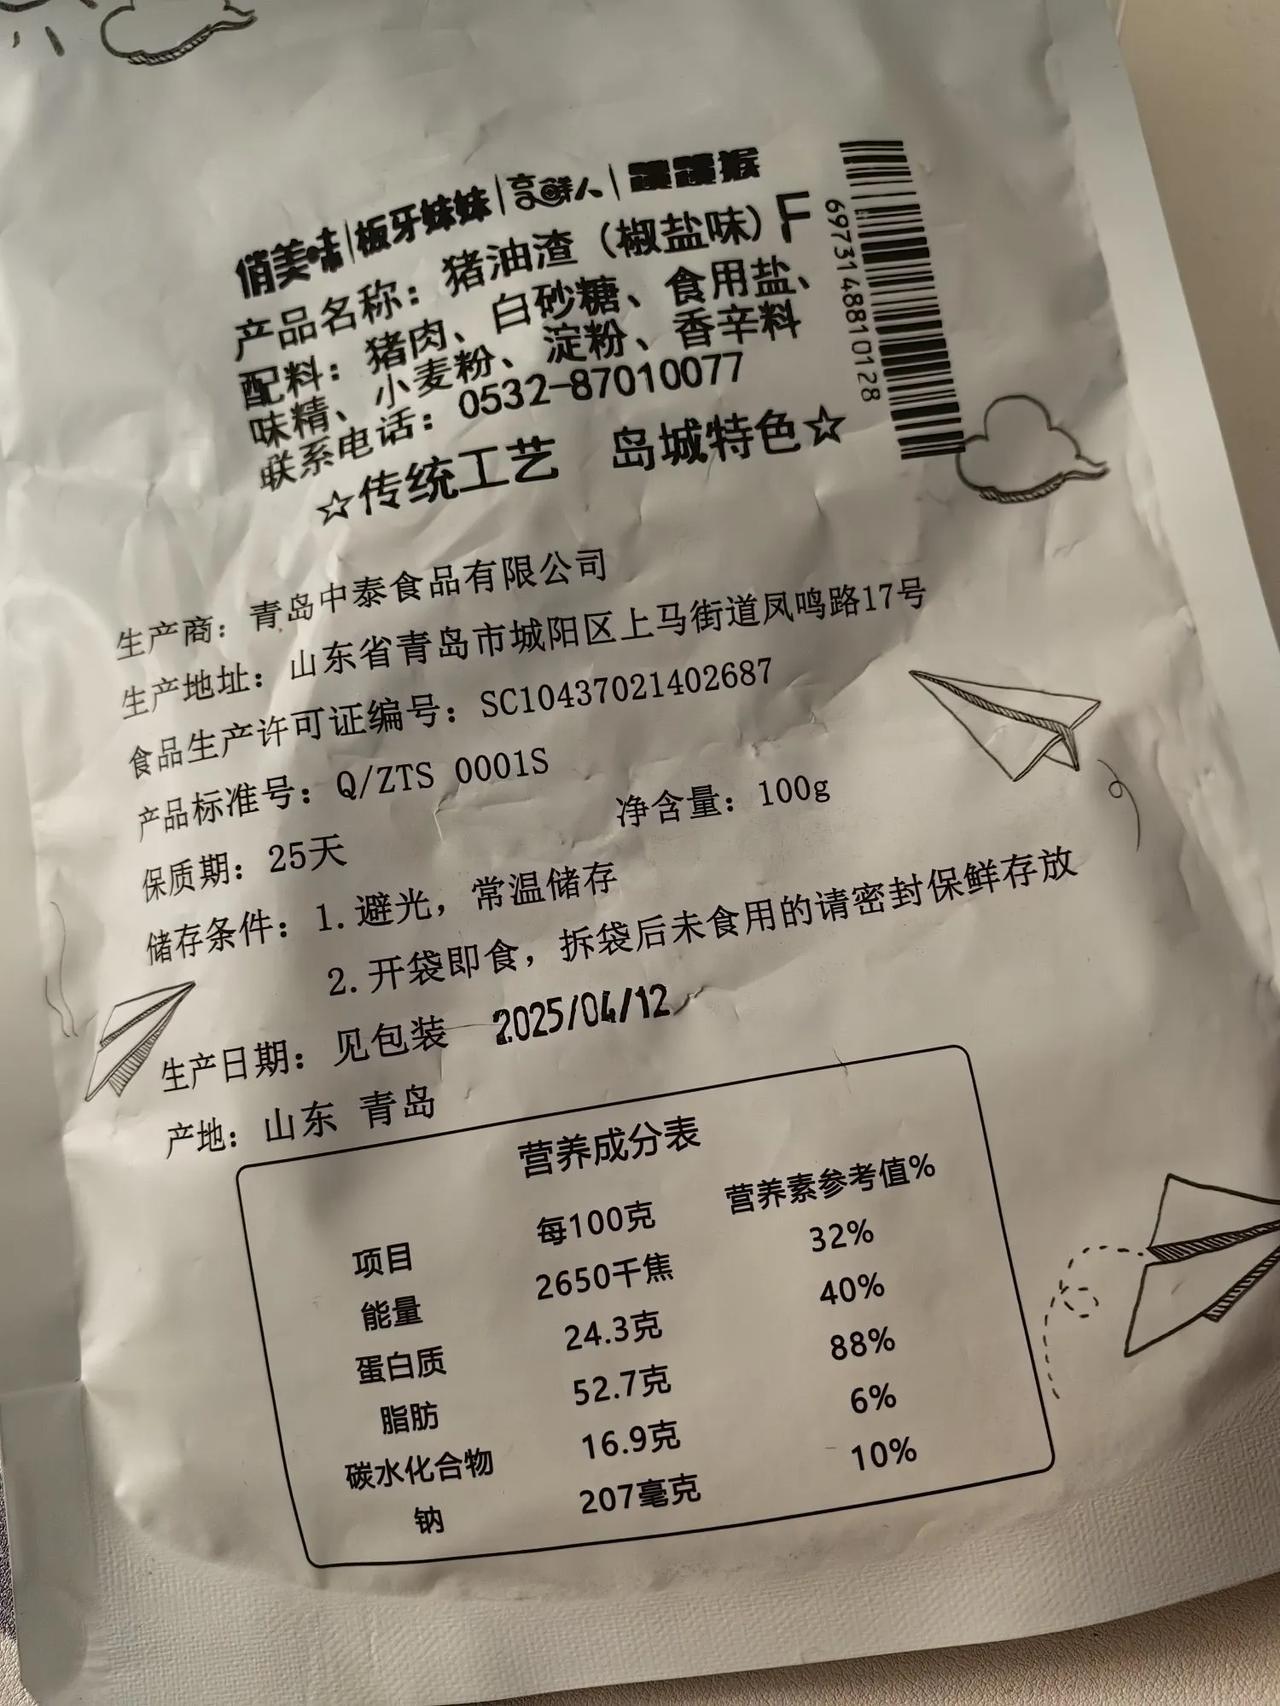 俏美味|板牙妹妹|享鲜人|蹼蹼猴
产品名称：猪油渣（椒盐味）F
配料：猪肉、白砂糖、食用盐、
味精、小麦粉、淀粉、香辛料
联系电话：0532-87010077
☆传统工艺 岛城特色☆
6973148810128
生产商：青岛中泰食品有限公司
生产地址：山东省青岛市城阳区上马街道凤鸣路17号
食品生产许可证编号：SC10437021402687
产品标准号：Q/ZTS 0001S
保质期：25天 净含量：100g
储存条件：1.避光，常温储存
2.开袋即食，拆袋后未食用的请密封保鲜存放
生产日期：见包装 2025/04/12
产地：山东 青岛
营养成分表
项目 每100克 营养素参考值%
能量 2650千焦 32%
蛋白质 24.3克 40%
脂肪 52.7克 88%
碳水化合物 16.9克 6%
钠 207毫克 10%